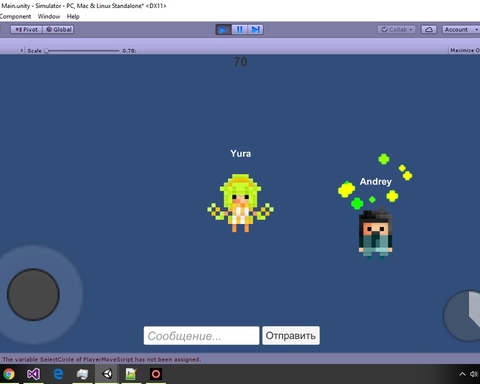 Main.unity - Simulator - PC, Mac & Linux Standalone* <DX11>
Component Window Help
Pivot Global Collab Account
Scale 0.78: Maximize O
70
Yura
Andrey
Сообщение... Отправить
The variable SelectCircle of PlayerMoveScript has not been assigned.